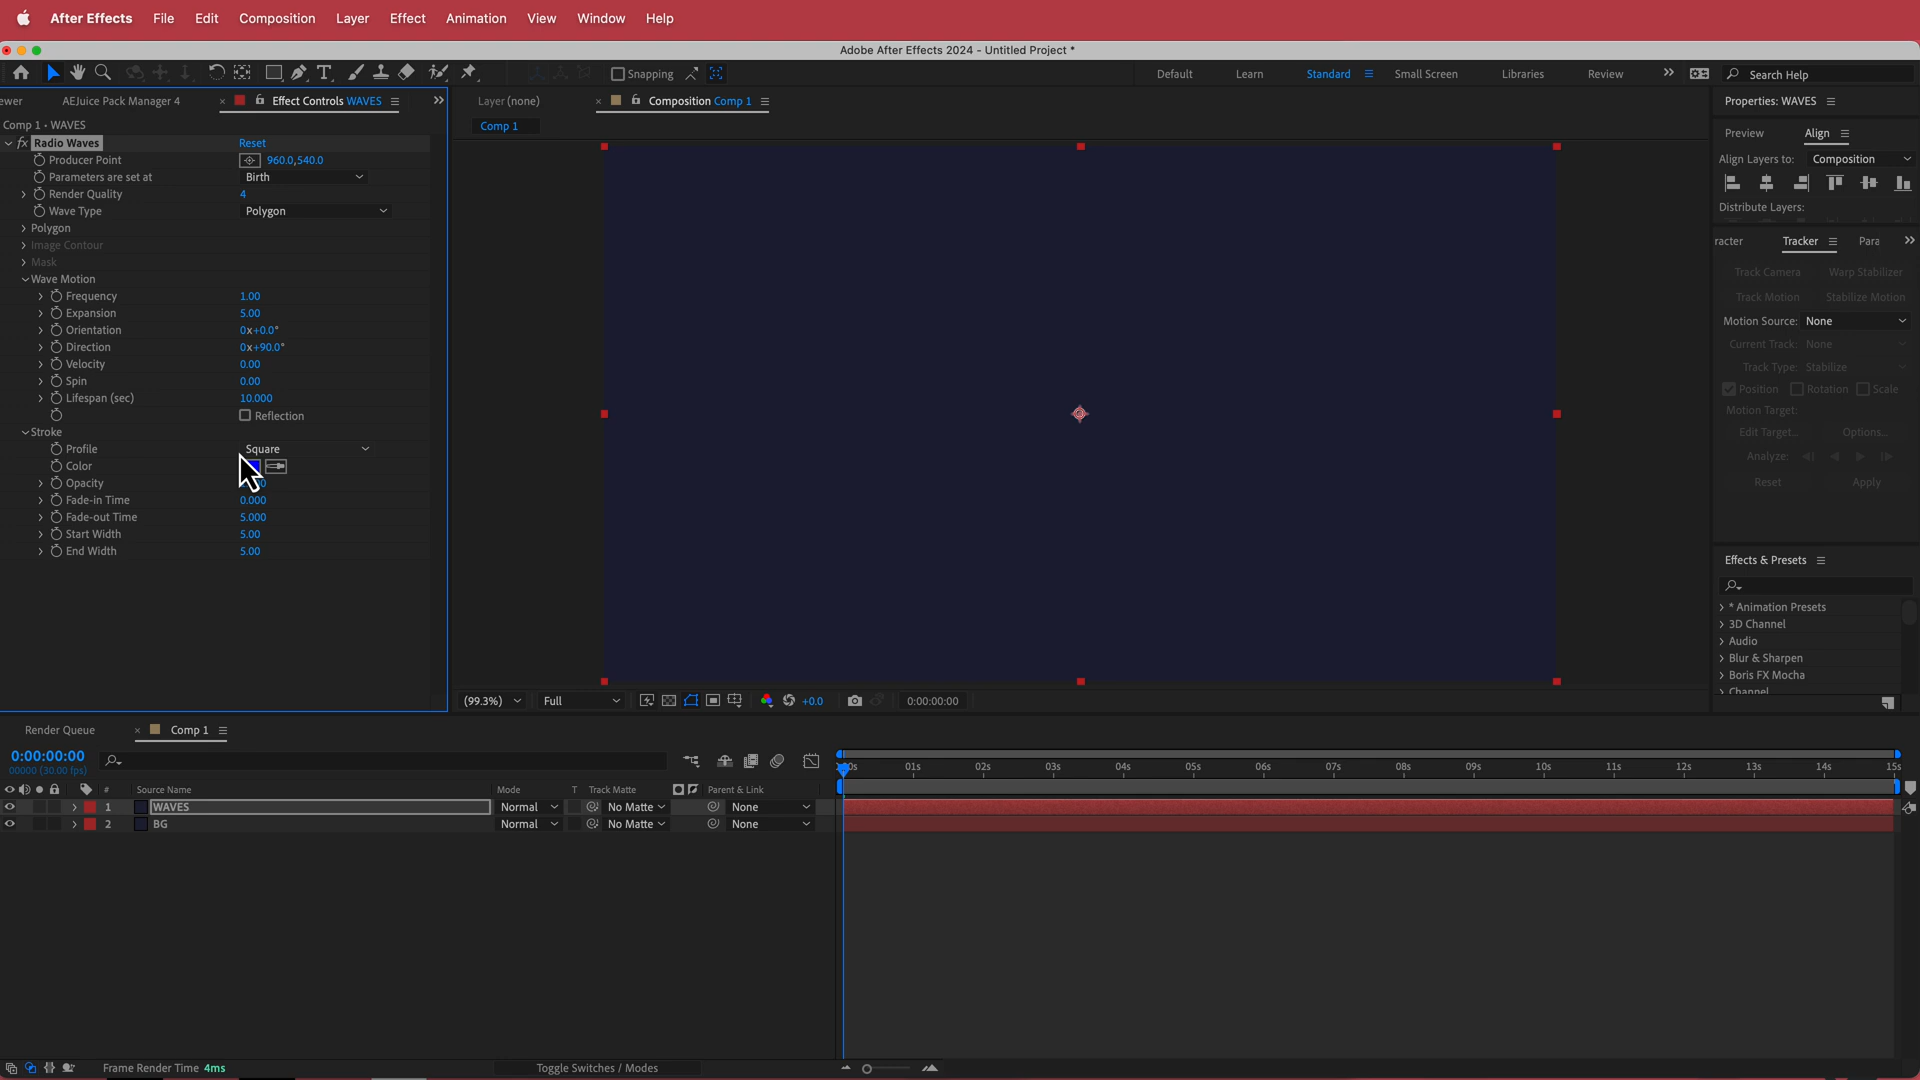 After Effects File Edit Composition Layer Effect Animation View Window Help
Adobe After Effects 2024 - Untitled Project *
Snapping Default Learn Standard Small Screen Libraries Review Search Help
ewer AEJuice Pack Manager 4 Effect Controls WAVES Layer (none) Composition Comp 1 Properties: WAVES
Comp 1 • WAVES
Comp 1
fx Radio Waves Reset
Producer Point 960.0,540.0
Parameters are set at Birth
Render Quality 4
Wave Type Polygon
Polygon
Image Contour
Mask
Wave Motion
Frequency 1.00
Expansion 5.00
Orientation 0x+0.0°
Direction 0x+90.0°
Velocity 0.00
Spin 0.00
Lifespan (sec) 10.000
Reflection
Stroke
Profile Square
Color
Opacity
Fade-in Time 0.000
Fade-out Time 5.000
Start Width 5.00
End Width 5.00
(99.3%) Full +0.0 0:00:00:00
Preview Align
Align Layers to: Composition
Distribute Layers:
racter Tracker Para
Track Camera Warp Stabilizer
Track Motion Stabilize Motion
Motion Source: None
Current Track: None
Track Type: Stabilize
Position Rotation Scale
Motion Target:
Edit Target... Options...
Analyze:
Reset Apply
Effects & Presets
* Animation Presets
3D Channel
Audio
Blur & Sharpen
Boris FX Mocha
Channel
Render Queue Comp 1
0:00:00:00
00000 (30.00 fps)
01s 02s 03s 04s 05s 06s 07s 08s 09s 10s 11s 12s 13s 14s 15s
# Source Name Mode T Track Matte Parent & Link
1 WAVES Normal No Matte None
2 BG Normal No Matte None
Frame Render Time 4ms Toggle Switches / Modes